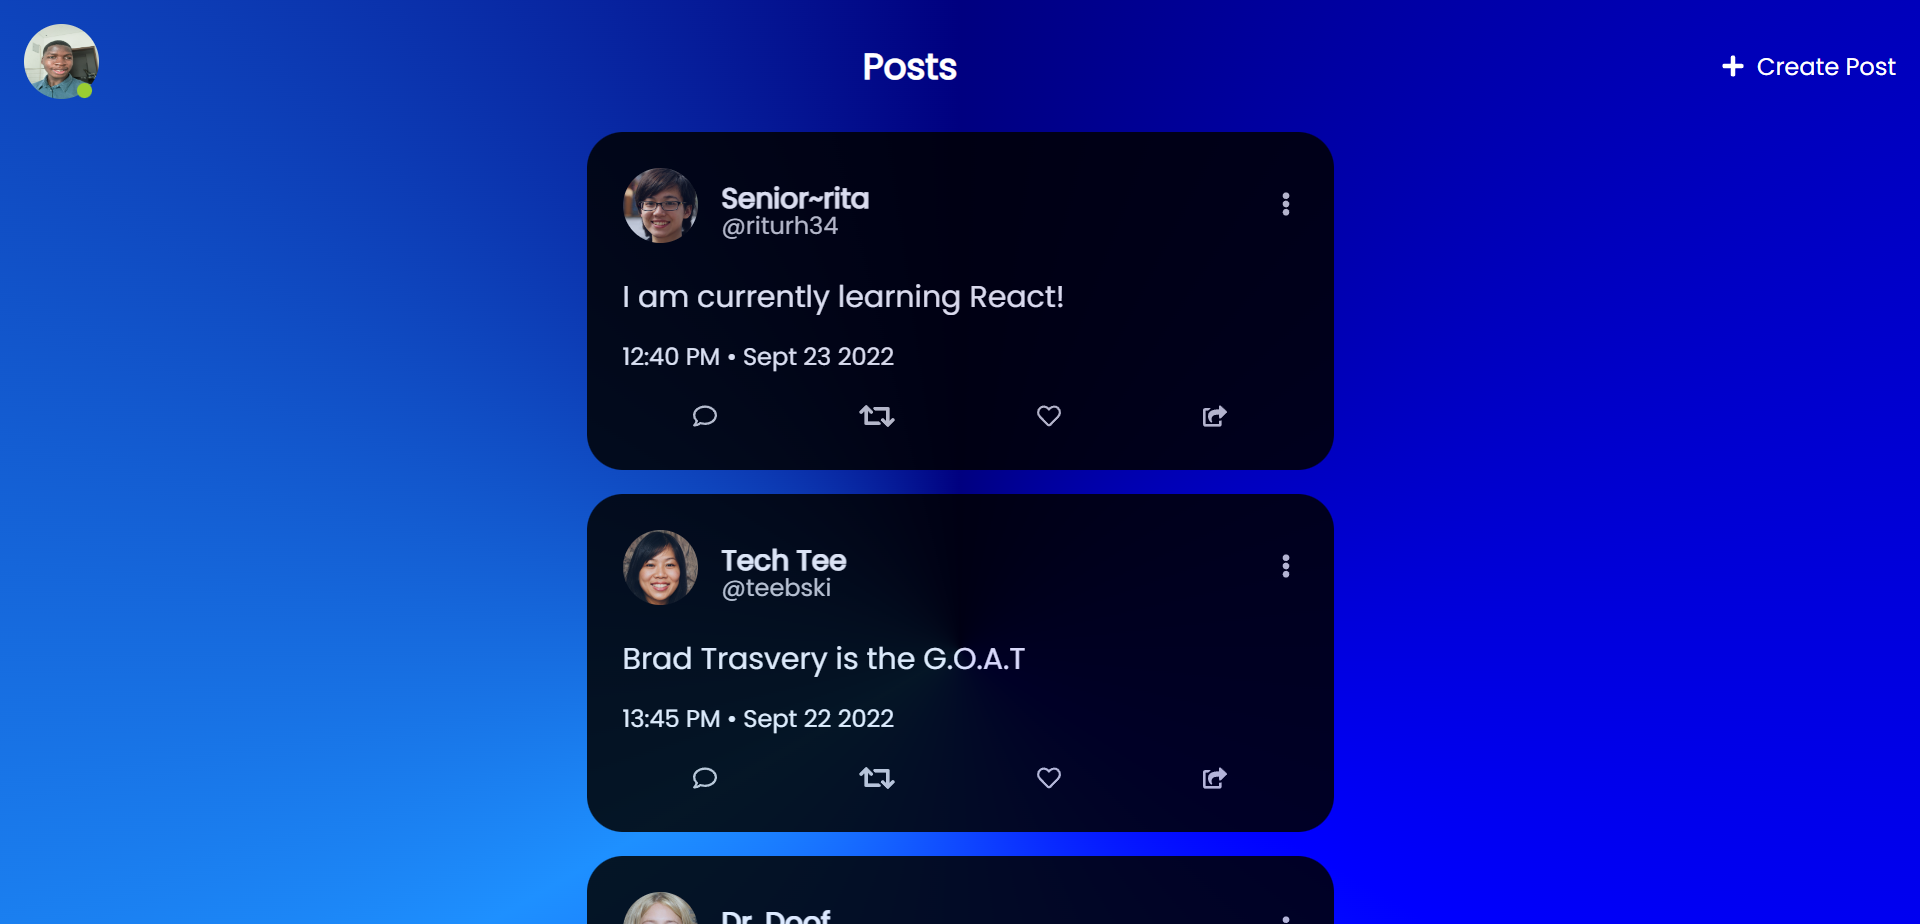 Posts
Create Post
Senior~rita
@riturh34
I am currently learning React!
12:40 PM • Sept 23 2022
Tech Tee
@teebski
Brad Trasvery is the G.O.A.T
13:45 PM • Sept 22 2022
Dr. Doof